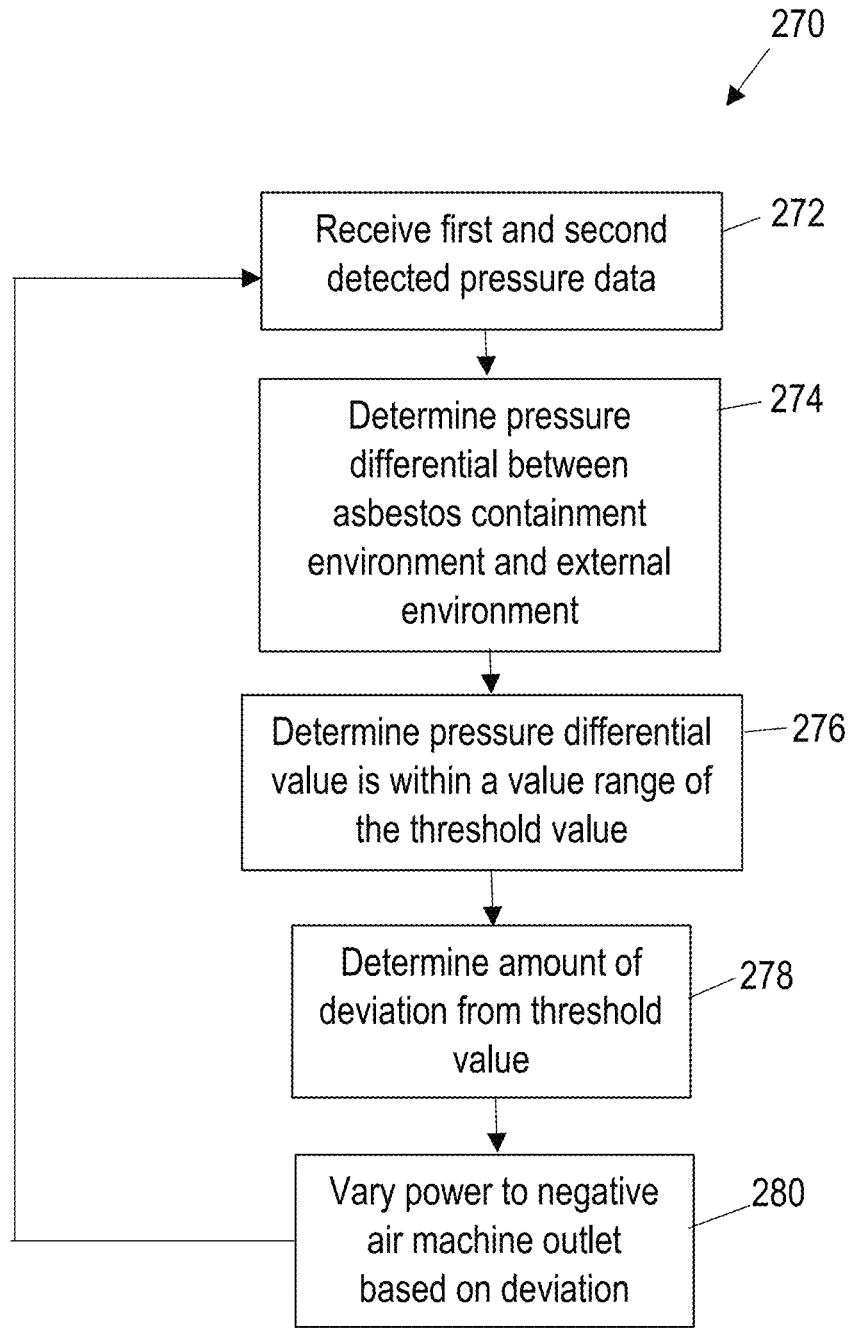 270
Receive first and second
detected pressure data
272
Determine pressure
differential between
asbestos containment
environment and external
environment
274
Determine pressure differential
value is within a value range of
the threshold value
276
Determine amount of
deviation from threshold
value
278
Vary power to negative
air machine outlet
based on deviation
280